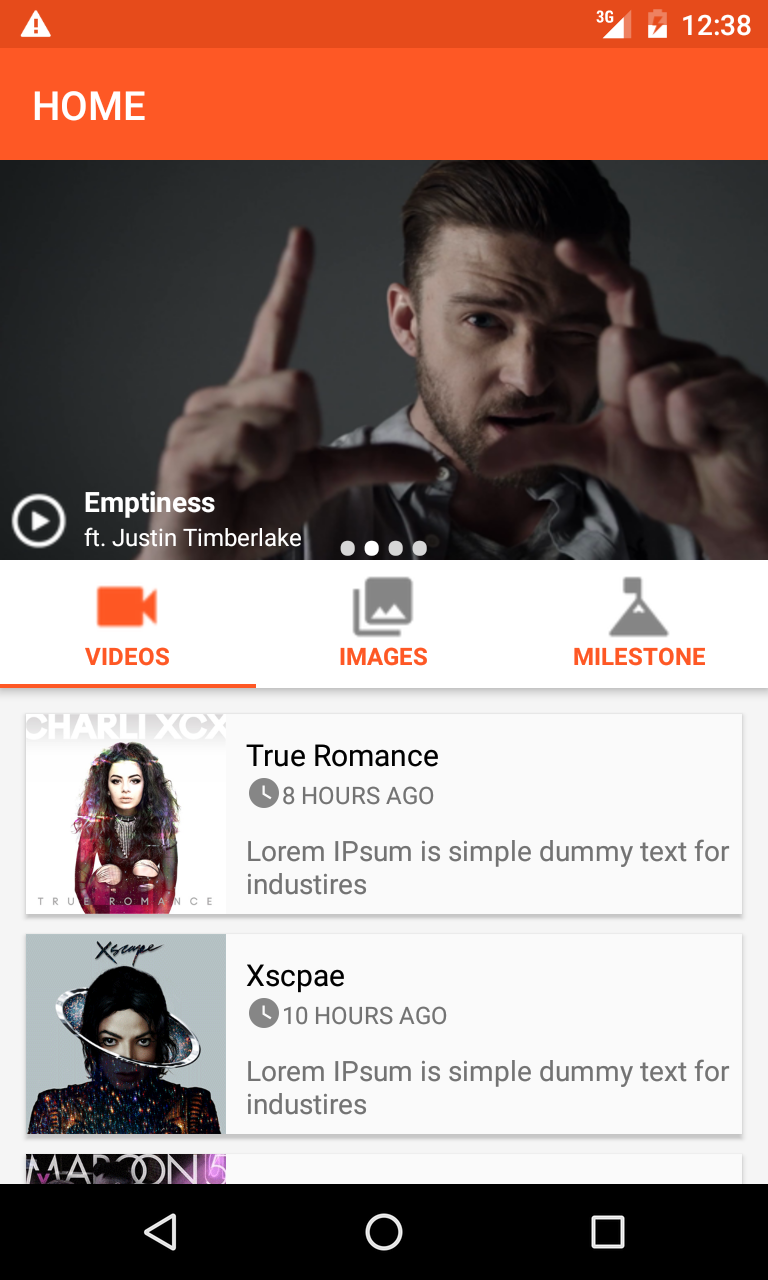 3G 12:38
HOME
Emptiness
ft. Justin Timberlake
VIDEOS IMAGES MILESTONE
CHARLI XCX
TRUE ROMANCE
True Romance
8 HOURS AGO
Lorem IPsum is simple dummy text for
industires
Xscape
Xscpae
10 HOURS AGO
Lorem IPsum is simple dummy text for
industires
MAROON 5
V